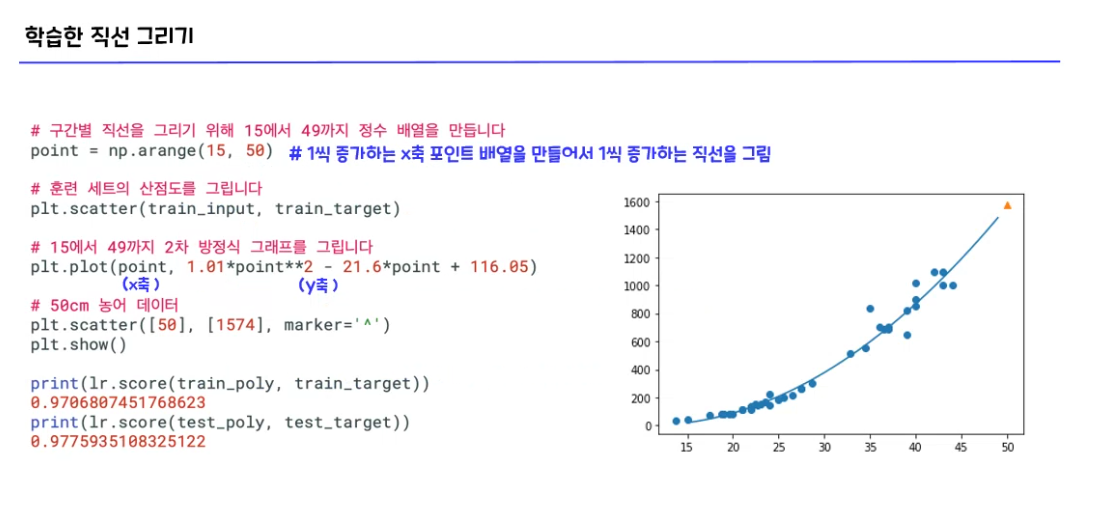 학습한 직선 그리기
# 구간별 직선을 그리기 위해 15에서 49까지 정수 배열을 만듭니다
point = np.arange(15, 50) # 1씩 증가하는 x축 포인트 배열을 만들어서 1씩 증가하는 직선을 그림
# 훈련 세트의 산점도를 그립니다
plt.scatter(train_input, train_target)
# 15에서 49까지 2차 방정식 그래프를 그립니다
plt.plot(point, 1.01*point**2 - 21.6*point + 116.05)
(x축) (y축)
# 50cm 농어 데이터
plt.scatter([50], [1574], marker='^')
plt.show()
print(lr.score(train_poly, train_target))
0.9706807451768623
print(lr.score(test_poly, test_target))
0.9775935108325122
1600
1400
1200
1000
800
600
400
200
0
15 20 25 30 35 40 45 50